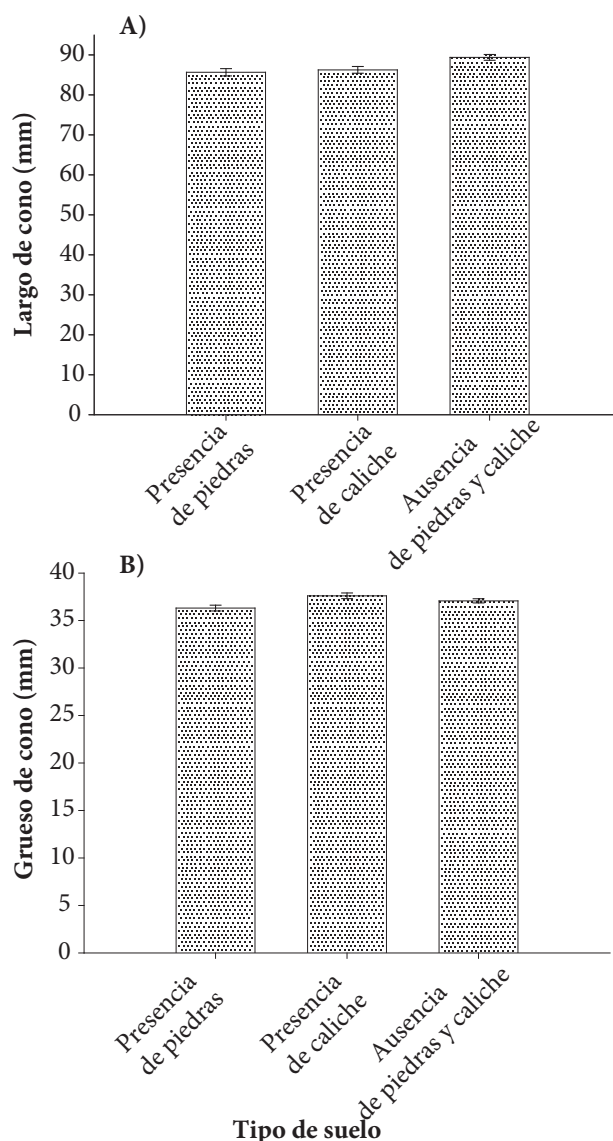 A)
Largo de cono (mm)
90
80
70
60
50
40
30
20
10
0
Presencia
de piedras
Presencia
de caliche
Ausencia
de piedras y caliche
B)
Grueso de cono (mm)
40
35
30
25
20
15
10
5
0
Presencia
de piedras
Presencia
de caliche
Ausencia
de piedras y caliche
Tipo de suelo